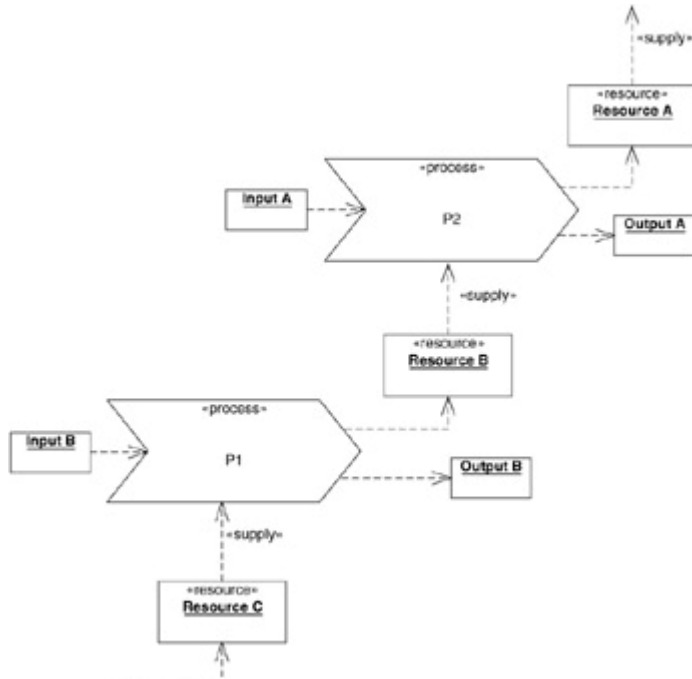 «supply»
«resource»
Resource A
«process»
Input A
P2
Output A
«supply»
«resource»
Resource B
«process»
Input B
P1
Output B
«supply»
«resource»
Resource C